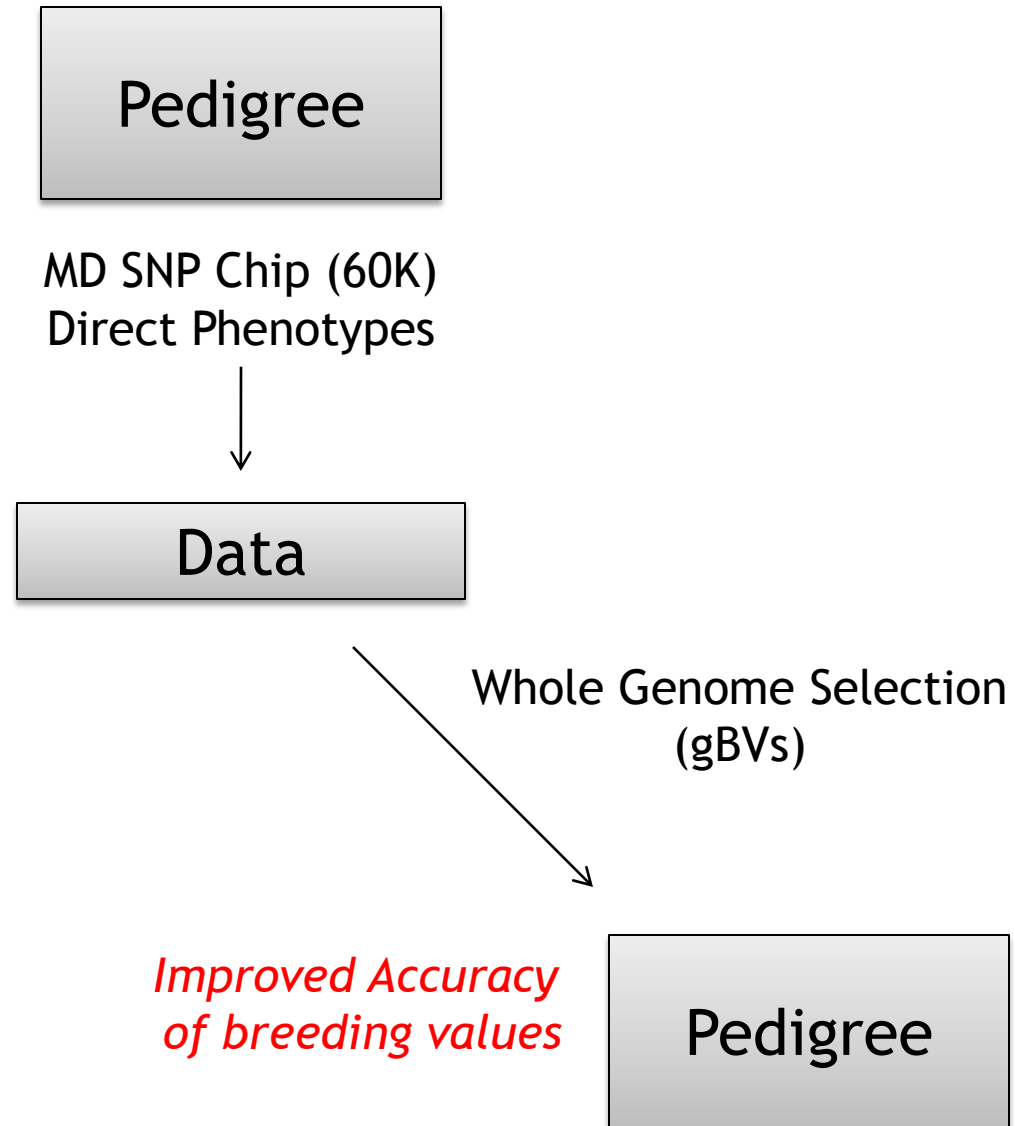 Pedigree
MD SNP Chip (60K)
Direct Phenotypes
Data
Whole Genome Selection
(gBVs)
Improved Accuracy
of breeding values
Pedigree